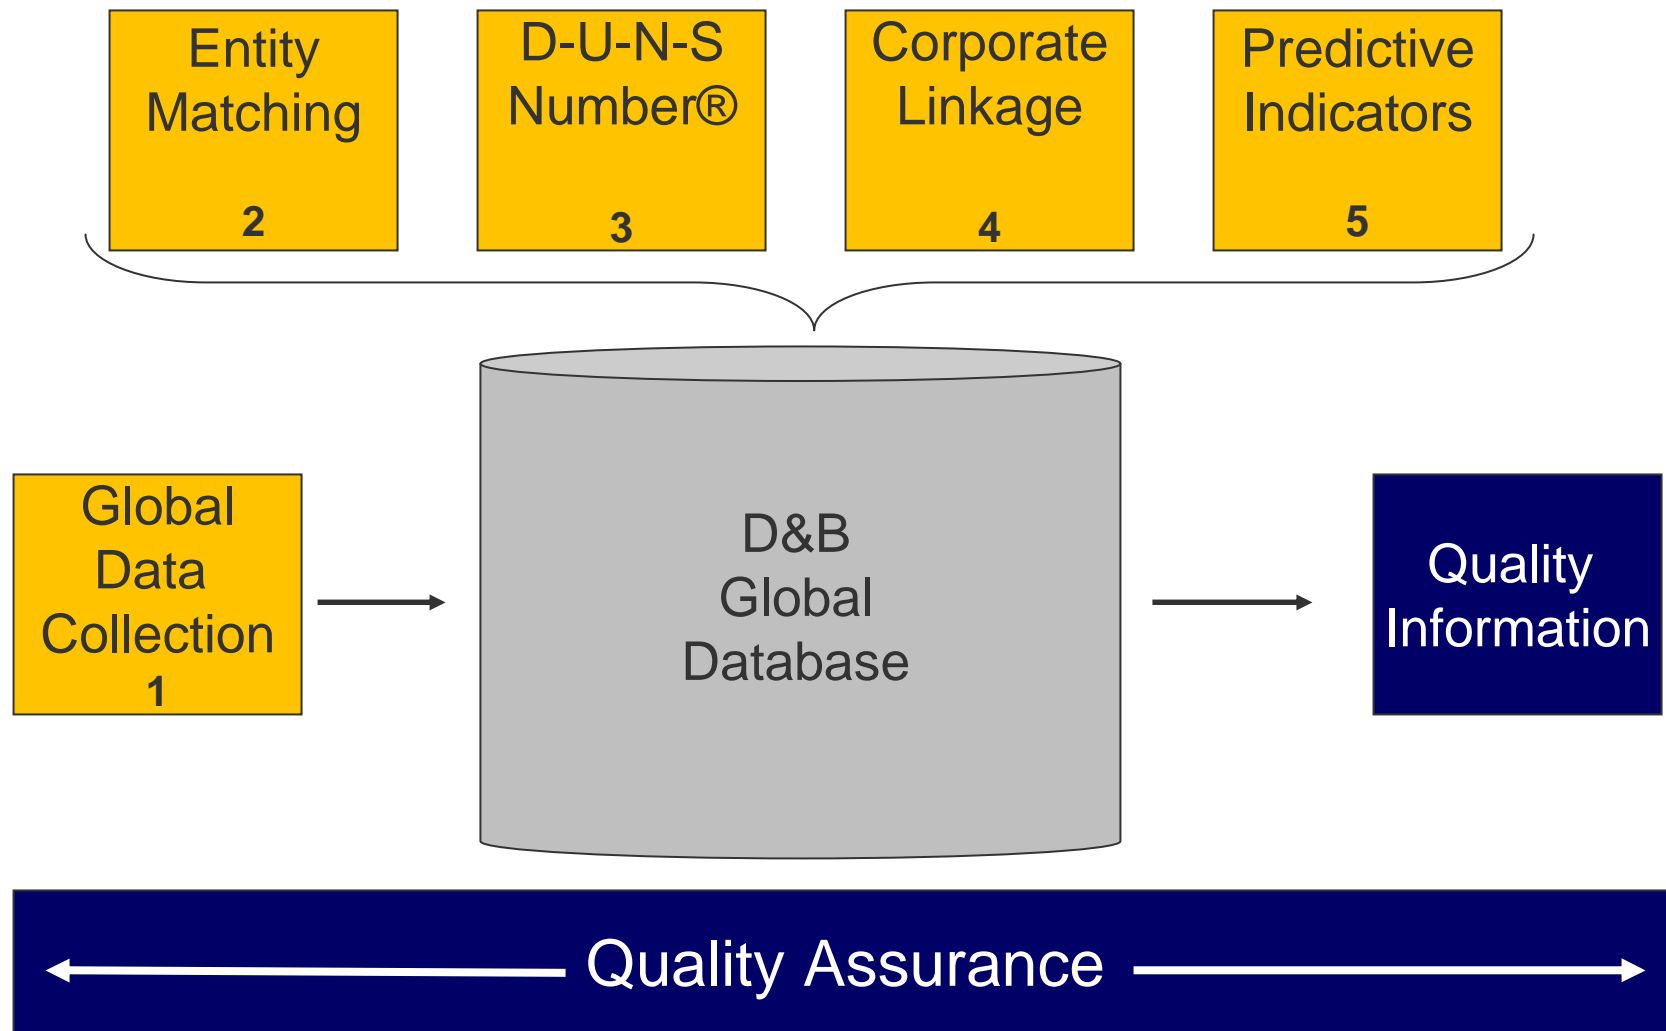 Entity
Matching
2
D-U-N-S
Number®
3
Corporate
Linkage
4
Predictive
Indicators
5
Global
Data
Collection
1
D&B
Global
Database
Quality
Information
Quality Assurance